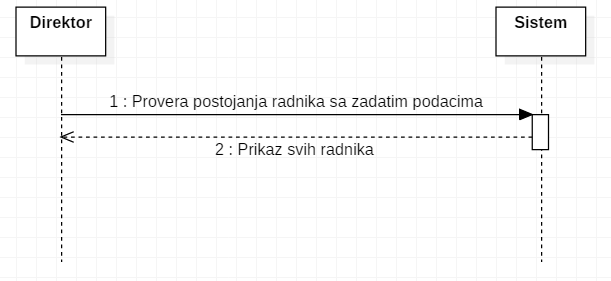 Direktor
Sistem
1 : Provera postojanja radnika sa zadatim podacima
2 : Prikaz svih radnika